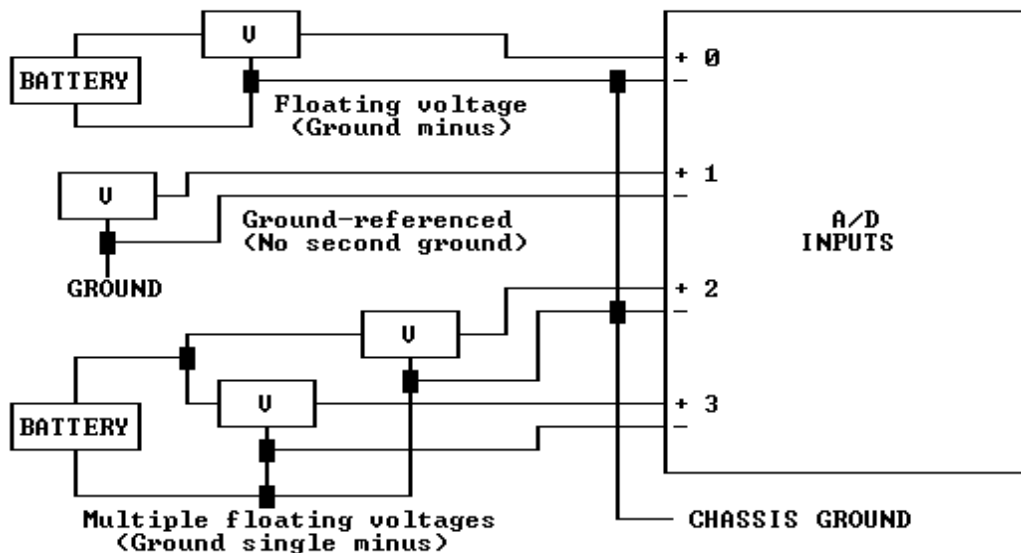 V
+ 0
BATTERY
−
Floating voltage
(Ground minus)
+ 1
V
−
Ground-referenced
(No second ground)
A/D
INPUTS
GROUND
+ 2
−
V
V
+ 3
BATTERY
−
Multiple floating voltages
(Ground single minus)
CHASSIS GROUND